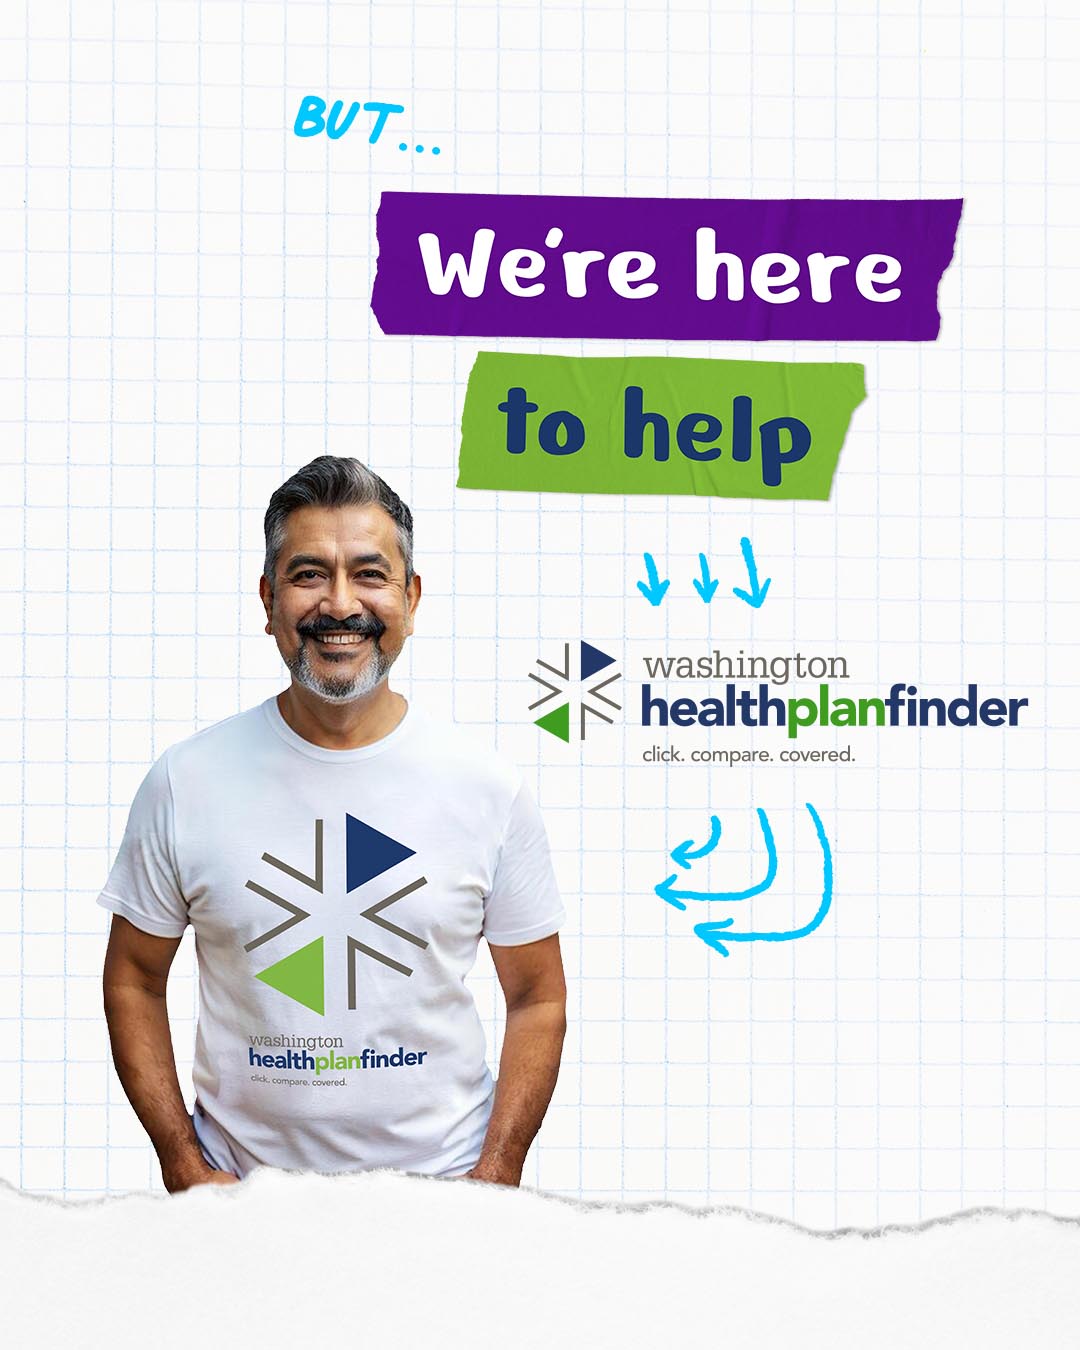 BUT...
We're here
to help
washington
healthplanfinder
click. compare. covered.
washington
healthplanfinder
click. compare. covered.